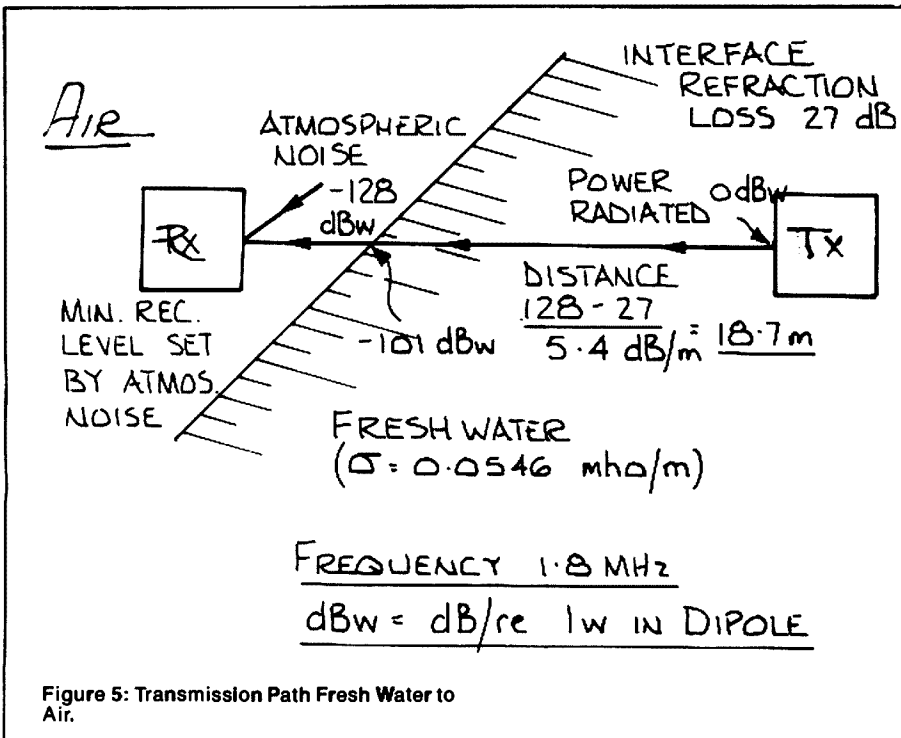 AIR
INTERFACE
REFRACTION
LOSS 27 dB
ATMOSPHERIC
NOISE
-128
dBw
POWER
RADIATED
0dBw
Rx
Tx
DISTANCE
128 - 27
5.4 dB/m = 18.7m
-101 dBw
MIN. REC.
LEVEL SET
BY ATMOS.
NOISE
FRESH WATER
(σ = 0.0546 mho/m)
FREQUENCY 1.8 MHz
dBw = dB/re 1w IN DIPOLE
Figure 5: Transmission Path Fresh Water to
Air.